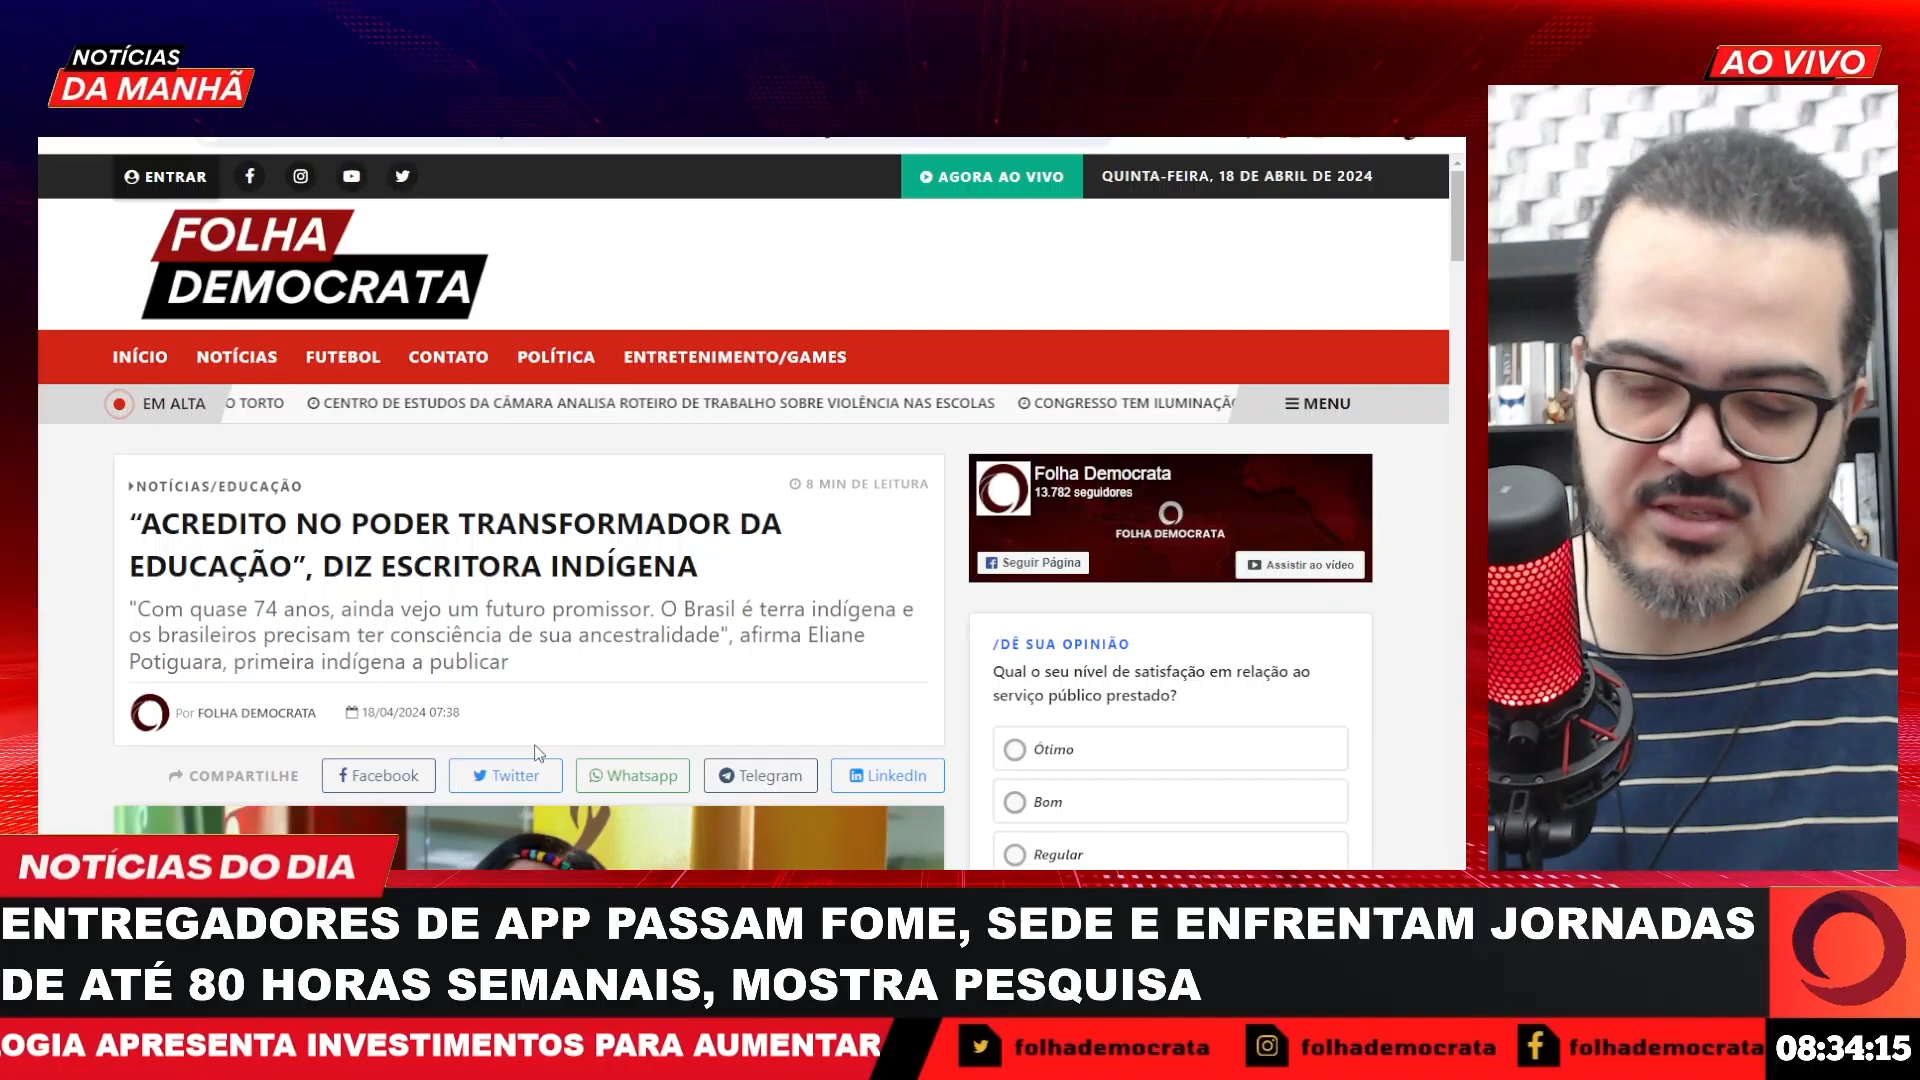 NOTÍCIAS
DA MANHÃ
AO VIVO
ENTRAR
AGORA AO VIVO
QUINTA-FEIRA, 18 DE ABRIL DE 2024
FOLHA
DEMOCRATA
INÍCIO NOTÍCIAS FUTEBOL CONTATO POLÍTICA ENTRETENIMENTO/GAMES
EM ALTA
O TORTO CENTRO DE ESTUDOS DA CÂMARA ANALISA ROTEIRO DE TRABALHO SOBRE VIOLÊNCIA NAS ESCOLAS CONGRESSO TEM
MENU
NOTÍCIAS/EDUCAÇÃO
8 MIN DE LEITURA
“ACREDITO NO PODER TRANSFORMADOR DA
EDUCAÇÃO”, DIZ ESCRITORA INDÍGENA
"Com quase 74 anos, ainda vejo um futuro promissor. O Brasil é terra indígena e
os brasileiros precisam ter consciência de sua ancestralidade", afirma Eliane
Potiguara, primeira indígena a publicar
Por FOLHA DEMOCRATA 18/04/2024 07:38
COMPARTILHE Facebook Twitter Whatsapp Telegram LinkedIn
Folha Democrata
13.782 seguidores
FOLHA DEMOCRATA
Seguir Página
Assistir ao vídeo
/DÊ SUA OPINIÃO
Qual o seu nível de satisfação em relação ao
serviço público prestado?
Ótimo
Bom
Regular
NOTÍCIAS DO DIA
ENTREGADORES DE APP PASSAM FOME, SEDE E ENFRENTAM JORNADAS
DE ATÉ 80 HORAS SEMANAIS, MOSTRA PESQUISA
OGIA APRESENTA INVESTIMENTOS PARA AUMENTAR
folhademocrata folhademocrata folhademocrata
08:34:15